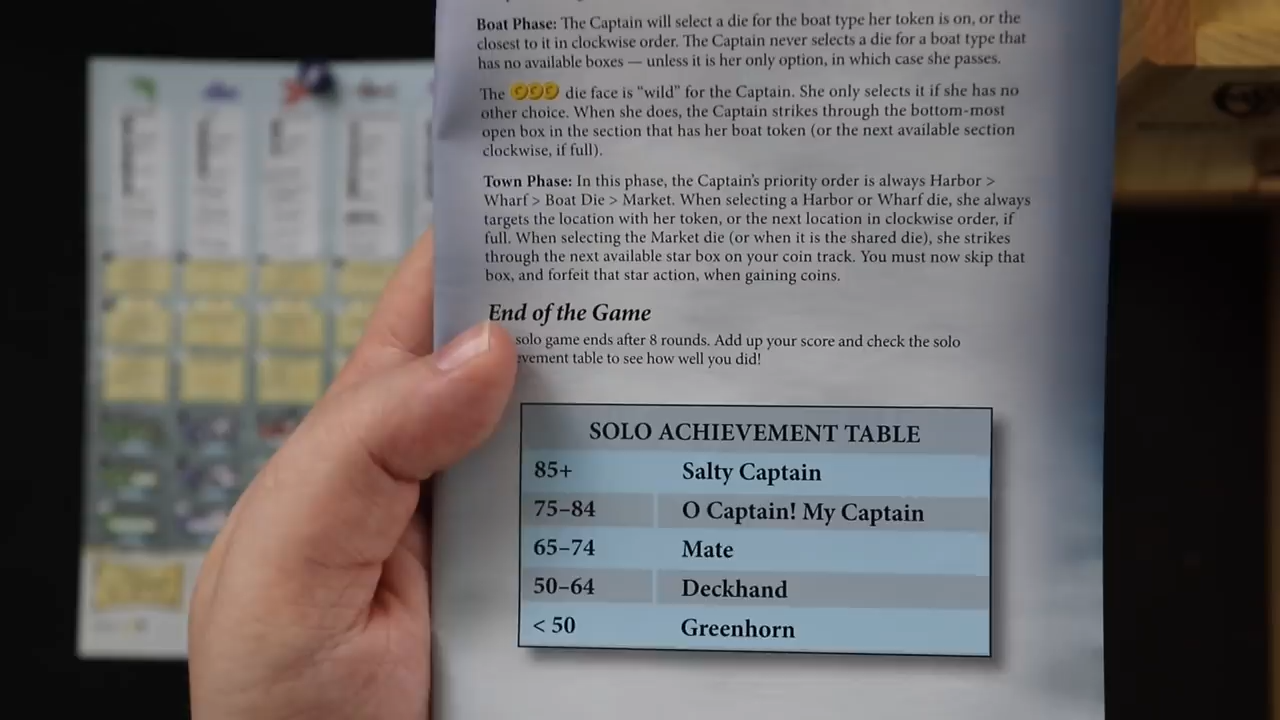 Boat Phase: The Captain will select a die for the boat type her token is on, or the
closest to it in clockwise order. The Captain never selects a die for a boat type that
has no available boxes — unless it is her only option, in which case she passes.
The die face is “wild” for the Captain. She only selects it if she has no
other choice. When she does, the Captain strikes through the bottom-most
open box in the section that has her boat token (or the next available section
clockwise, if full).
Town Phase: In this phase, the Captain's priority order is always Harbor >
Wharf > Boat Die > Market. When selecting a Harbor or Wharf die, she always
targets the location with her token, or the next location in clockwise order, if
full. When selecting the Market die (or when it is the shared die), she strikes
through the next available star box on your coin track. You must now skip that
box, and forfeit that star action, when gaining coins.
End of the Game
solo game ends after 8 rounds. Add up your score and check the solo
evement table to see how well you did!
SOLO ACHIEVEMENT TABLE
85+ Salty Captain
75–84 O Captain! My Captain
65–74 Mate
50–64 Deckhand
< 50 Greenhorn